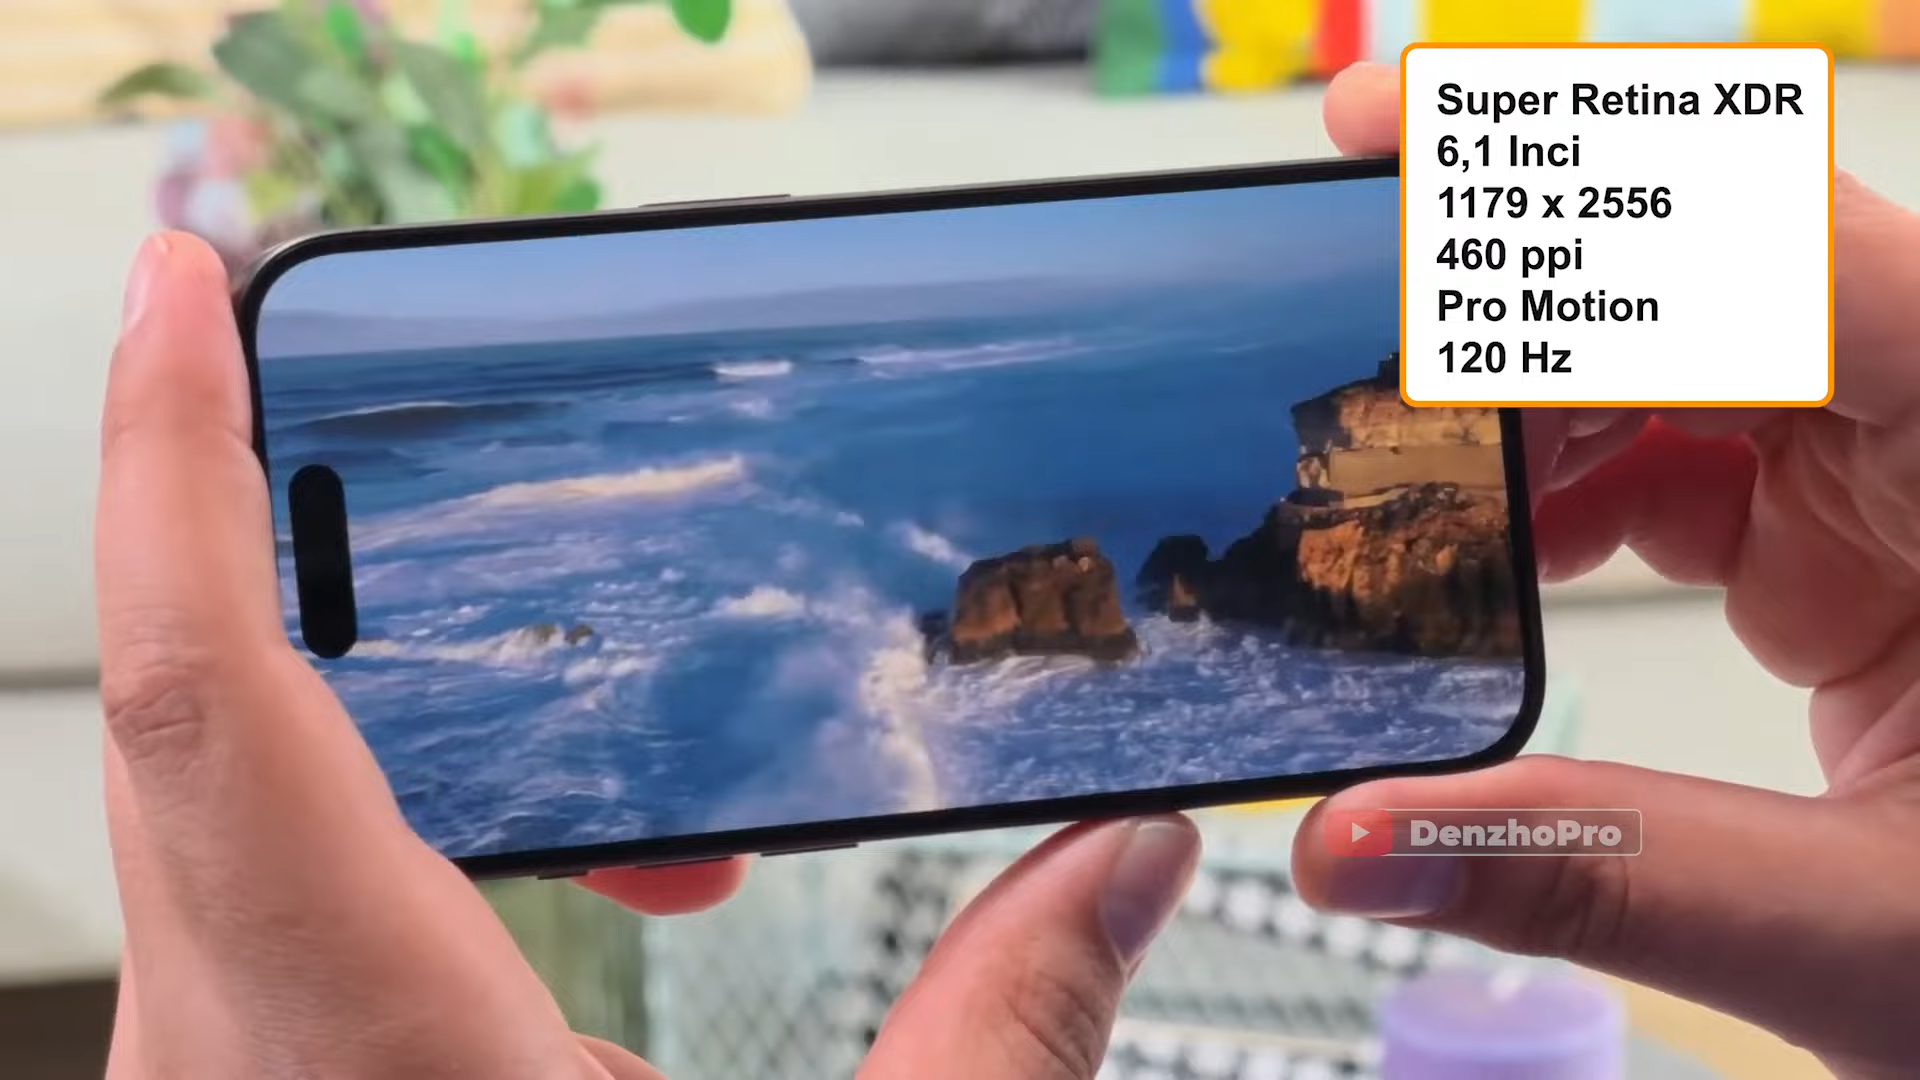 Super Retina XDR
6,1 Inci
1179 x 2556
460 ppi
Pro Motion
120 Hz
DenzhoPro